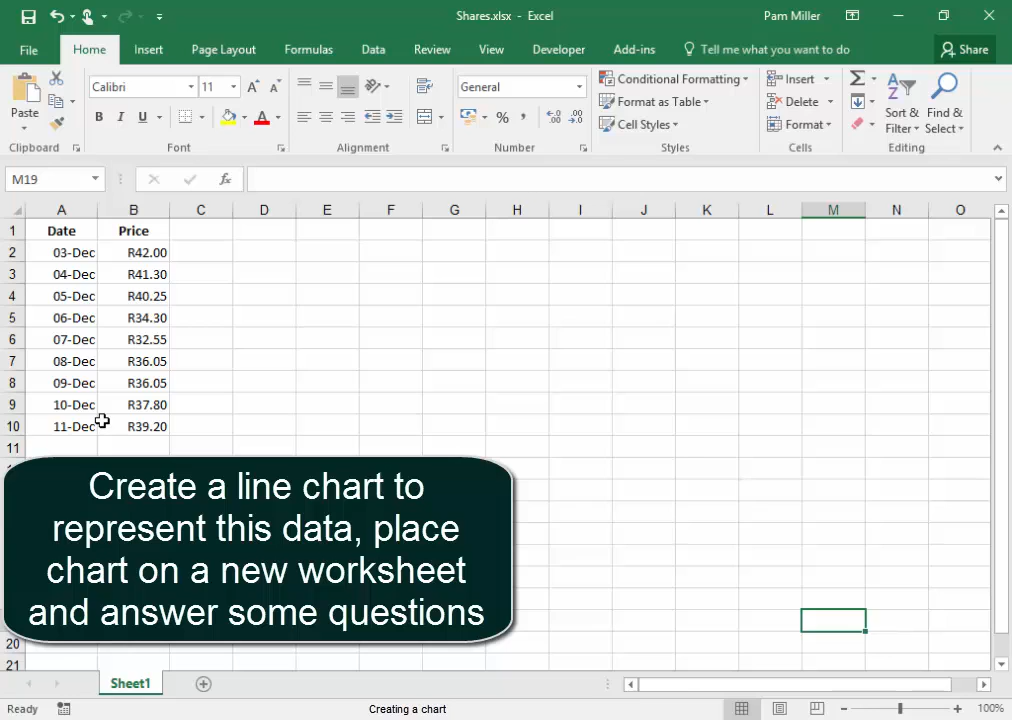 Shares.xlsx - Excel
Pam Miller
File
Home
Insert
Page Layout
Formulas
Data
Review
View
Developer
Add-ins
Tell me what you want to do
Share
Paste
Calibri
11
B I U
A A
General
%
Conditional Formatting
Format as Table
Cell Styles
Insert
Delete
Format
Sort &
Filter
Find &
Select
Clipboard
Font
Alignment
Number
Styles
Cells
Editing
M19
fx
A B C D E F G H I J K L M N O
1 Date Price
2 03-Dec R42.00
3 04-Dec R41.30
4 05-Dec R40.25
5 06-Dec R34.30
6 07-Dec R32.55
7 08-Dec R36.05
8 09-Dec R36.05
9 10-Dec R37.80
10 11-Dec R39.20
11
Create a line chart to
represent this data, place
chart on a new worksheet
and answer some questions
20
21
Sheet1
Ready
Creating a chart
100%